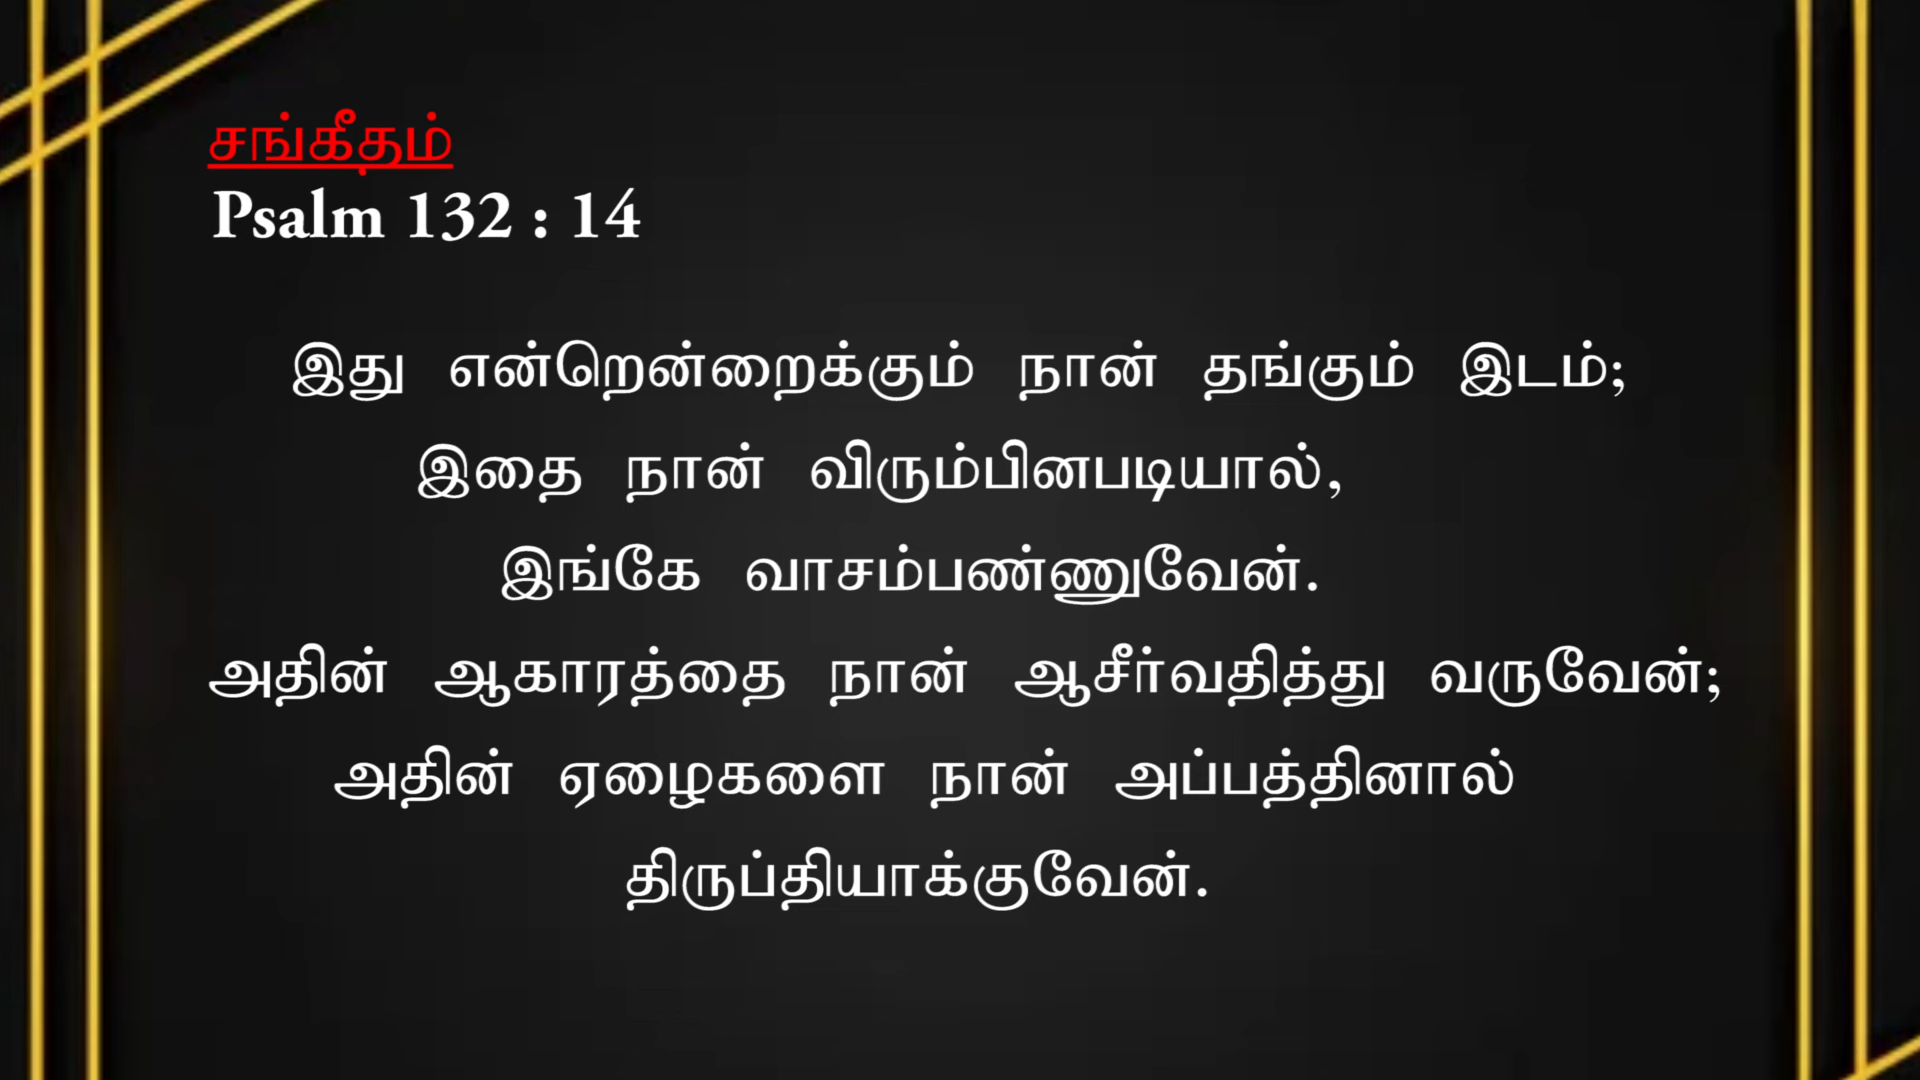 சங்கீதம்
Psalm 132 : 14
இது என்றென்றைக்கும் நான் தங்கும் இடம்;
இதை நான் விரும்பினபடியால்,
இங்கே வாசம்பண்ணுவேன்.
அதின் ஆகாரத்தை நான் ஆசீர்வதித்து வருவேன்;
அதின் ஏழைகளை நான் அப்பத்தினால்
திருப்தியாக்குவேன்.